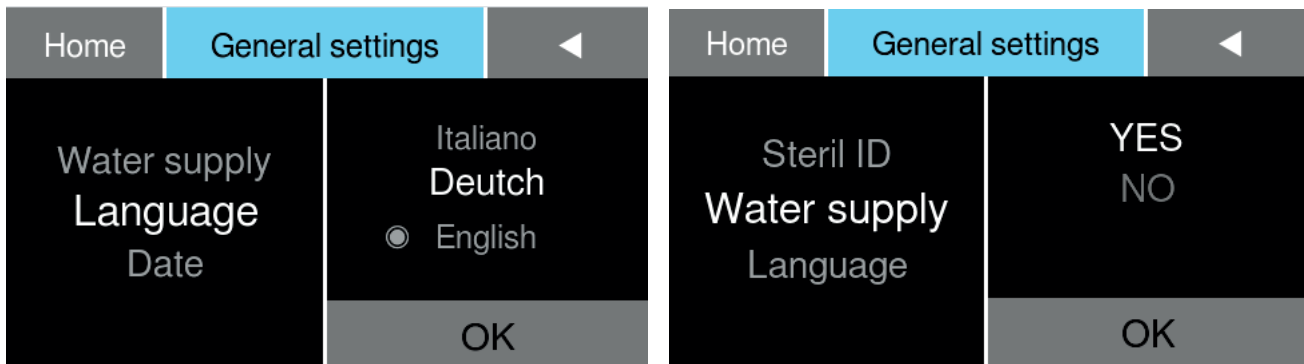 Home General settings
Water supply
Language
Date
Italiano
Deutch
English
OK
Home General settings
Steril ID
Water supply
Language
YES
NO
OK